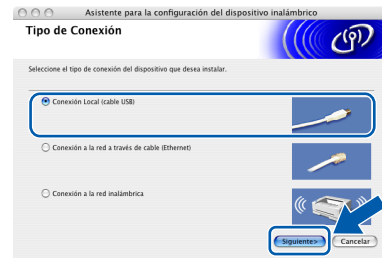 Asistente para la configuración del dispositivo inalámbrico
Tipo de Conexión
Seleccione el tipo de conexión del dispositivo que desea instalar.
Conexión Local (cable USB)
Conexión a la red a través de cable (Ethernet)
Conexión a la red inalámbrica
Siguiente>
Cancelar